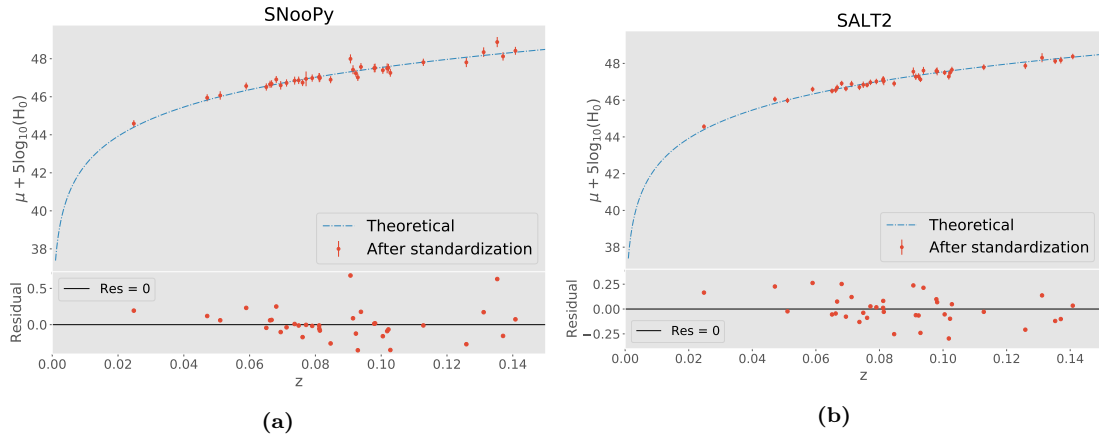 SNooPy
48
46
44
42
40
38
μ + 5log10(H0)
Theoretical
After standardization
0.5
0.0
Residual
Res = 0
0.00 0.02 0.04 0.06 0.08 0.10 0.12 0.14
z
(a)
SALT2
48
46
44
42
40
38
μ + 5log10(H0)
Theoretical
After standardization
0.25
0.00
−0.25
Residual
Res = 0
0.00 0.02 0.04 0.06 0.08 0.10 0.12 0.14
z
(b)